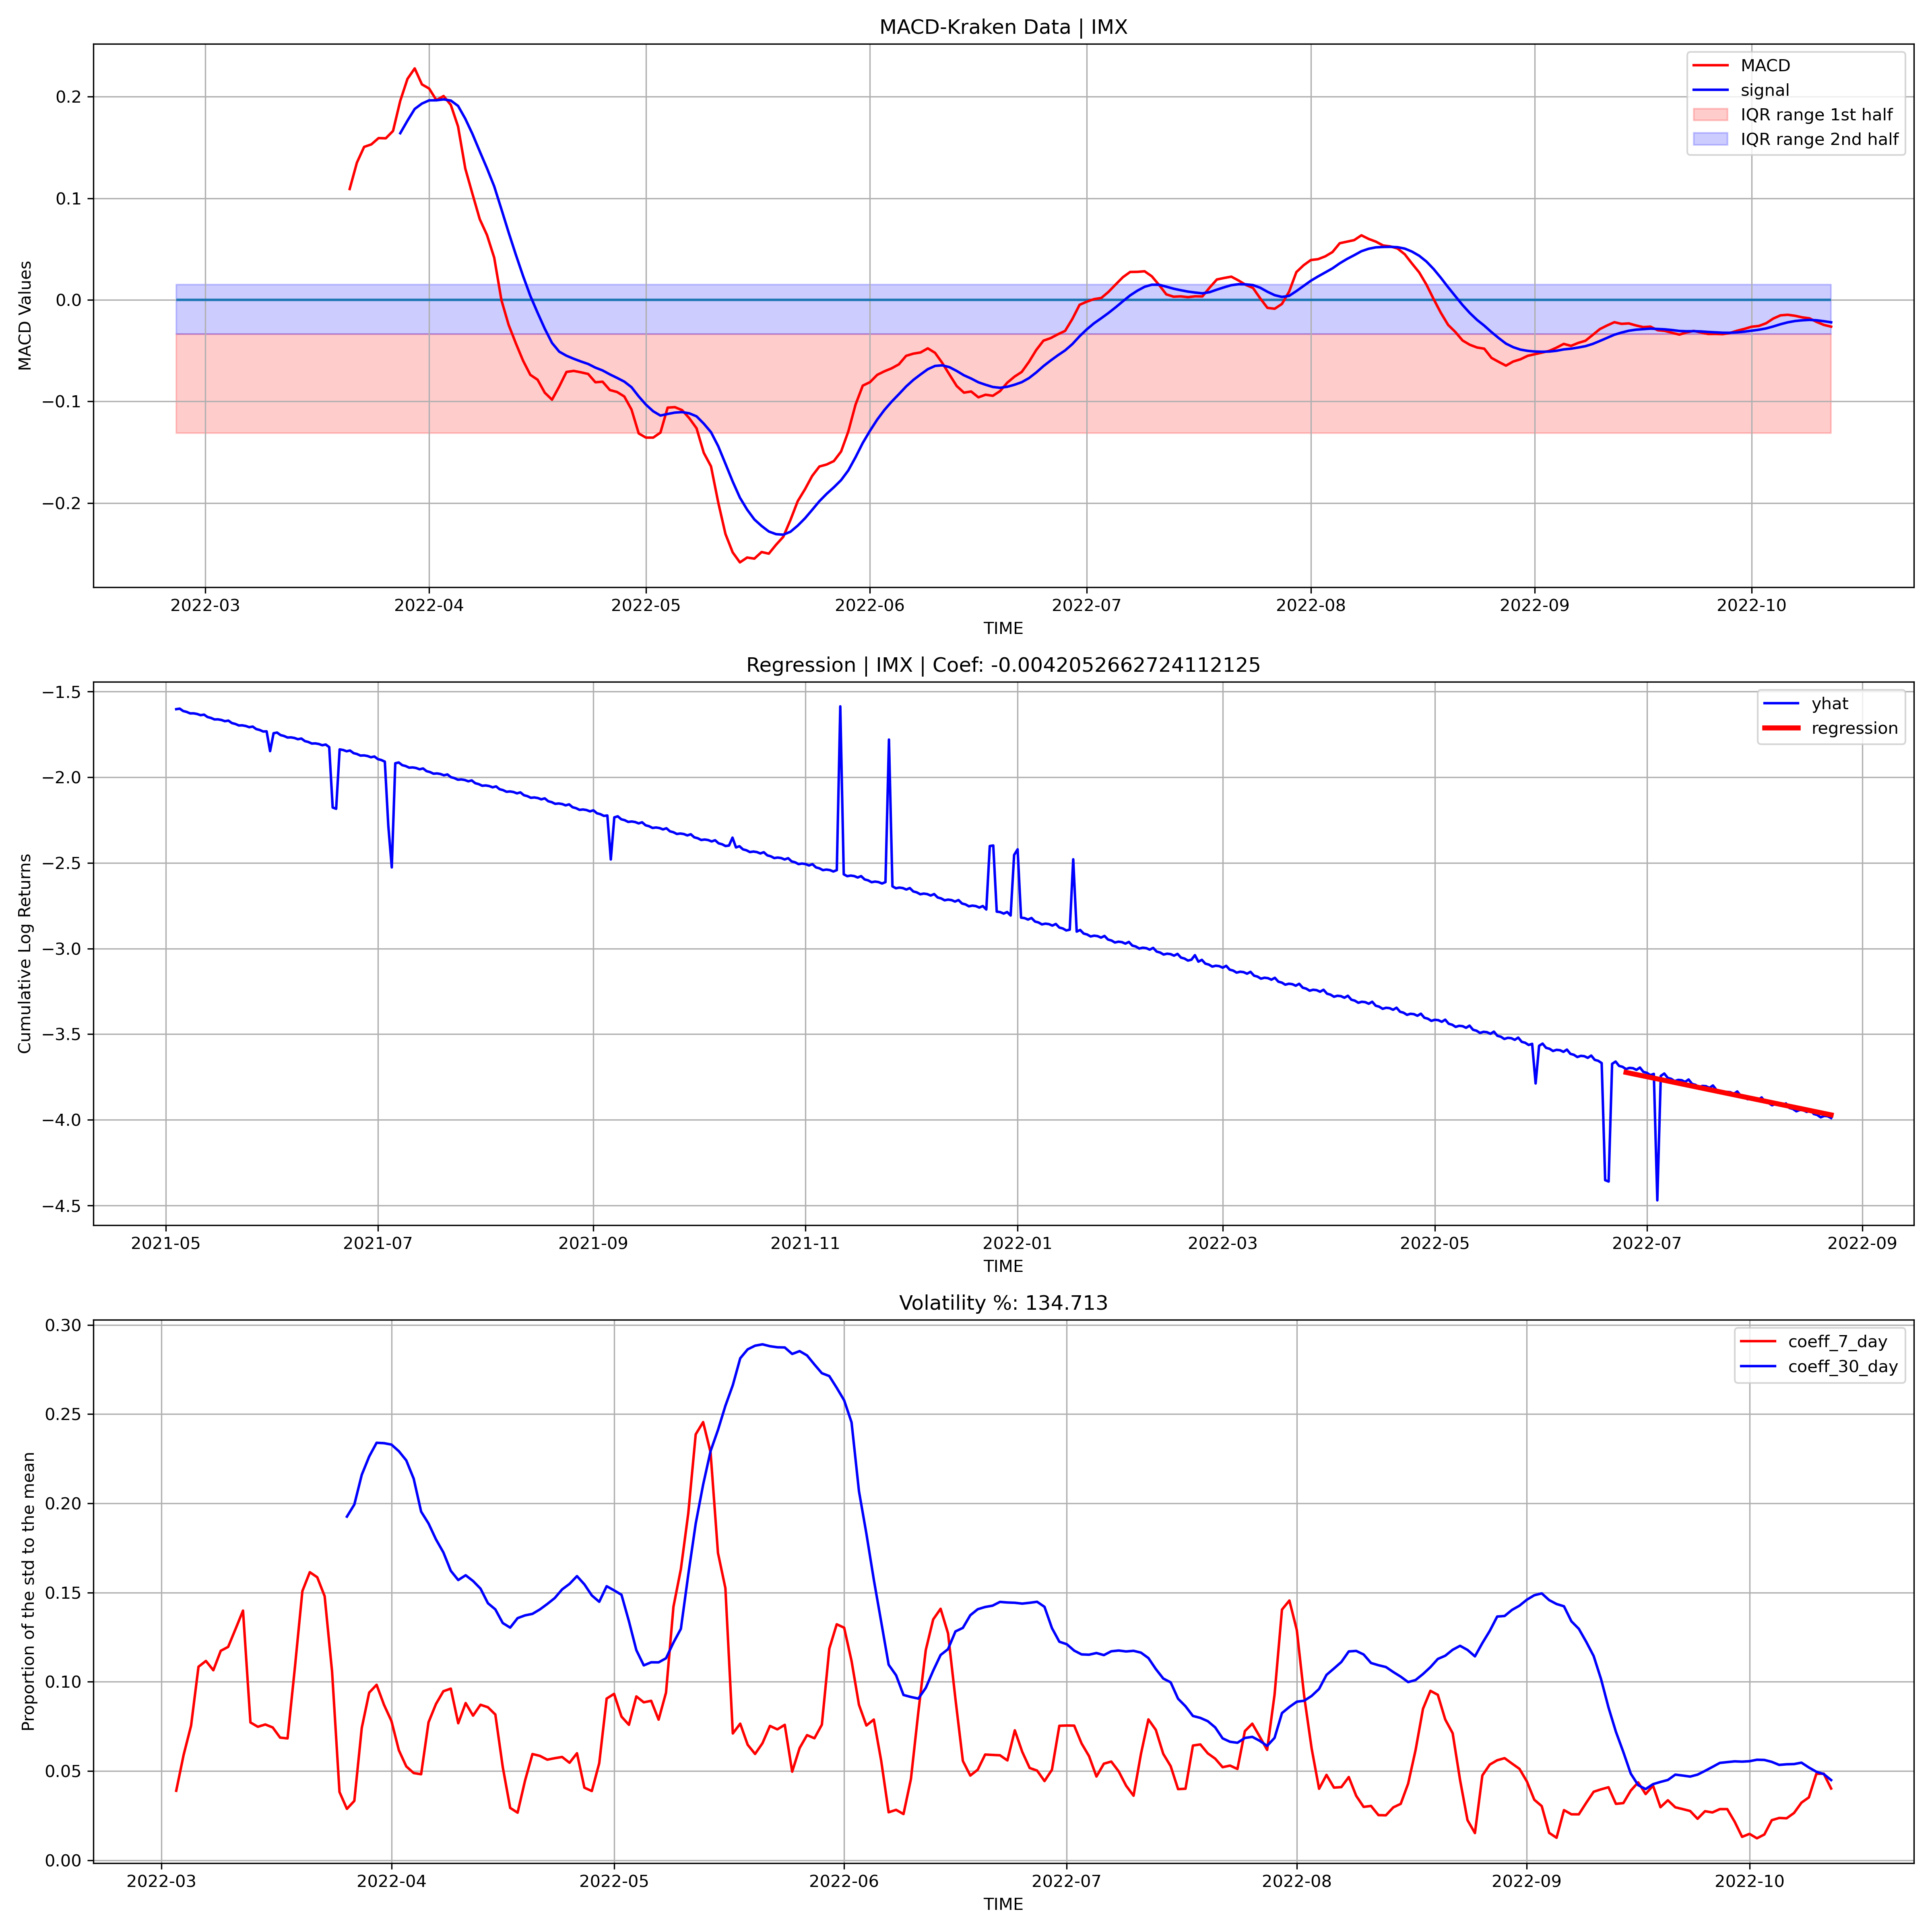 MACD-Kraken Data | IMX
MACD
signal
IQR range 1st half
IQR range 2nd half
MACD Values
0.2
0.1
0.0
−0.1
−0.2
2022-03
2022-04
2022-05
2022-06
2022-07
2022-08
2022-09
2022-10
TIME
Regression | IMX | Coef: -0.0042052662724112125
yhat
regression
Cumulative Log Returns
−1.5
−2.0
−2.5
−3.0
−3.5
−4.0
−4.5
2021-05
2021-07
2021-09
2021-11
2022-01
2022-03
2022-05
2022-07
2022-09
TIME
Volatility %: 134.713
coeff_7_day
coeff_30_day
Proportion of the std to the mean
0.30
0.25
0.20
0.15
0.10
0.05
0.00
2022-03
2022-04
2022-05
2022-06
2022-07
2022-08
2022-09
2022-10
TIME